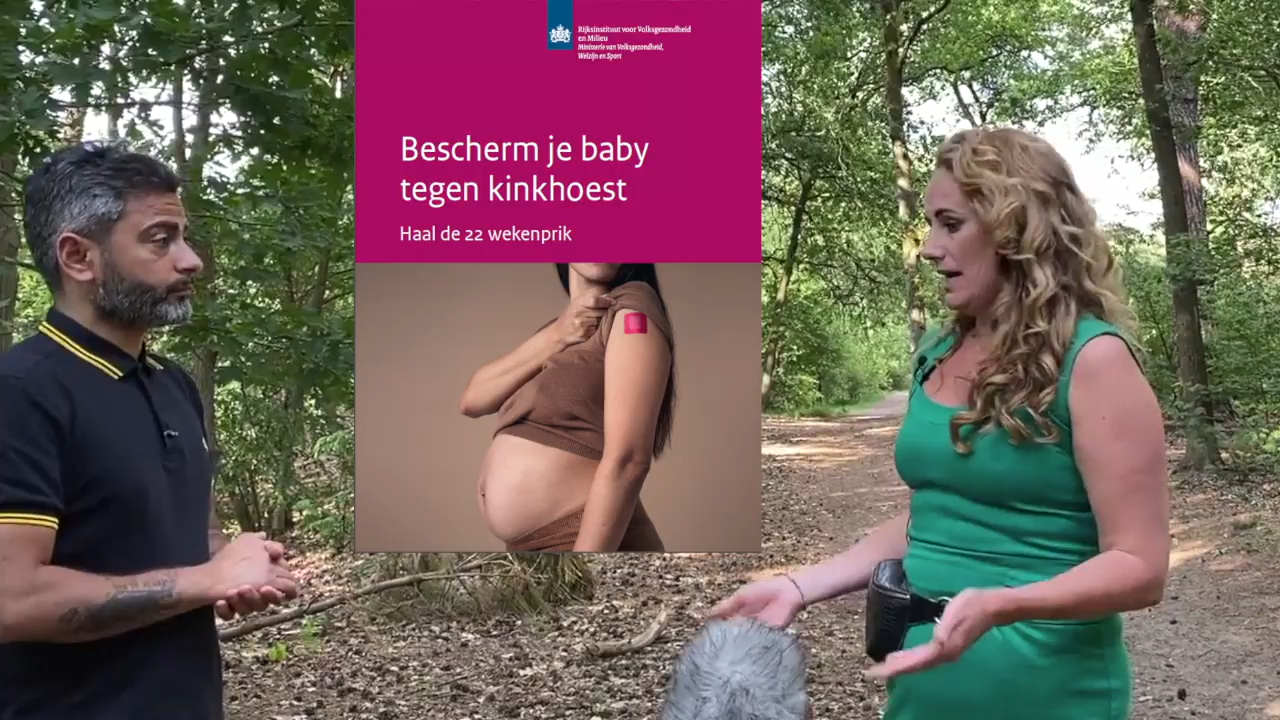 Rijksinstituut voor Volksgezondheid
en Milieu
Ministerie van Volksgezondheid,
Welzijn en Sport
Bescherm je baby
tegen kinkhoest
Haal de 22 wekenprik